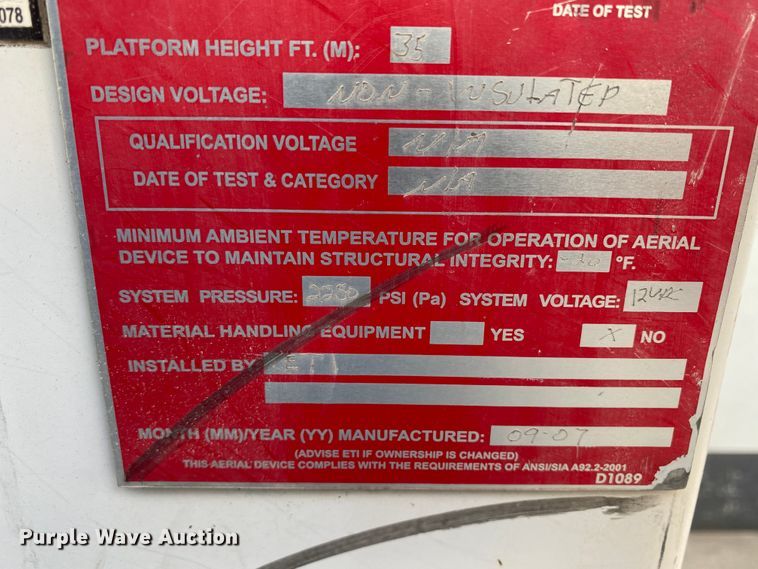 078
DATE OF TEST
PLATFORM HEIGHT FT. (M): 35
DESIGN VOLTAGE: NON-USULATED
QUALIFICATION VOLTAGE N/A
DATE OF TEST & CATEGORY N/A
MINIMUM AMBIENT TEMPERATURE FOR OPERATION OF AERIAL
DEVICE TO MAINTAIN STRUCTURAL INTEGRITY: -20 °F.
SYSTEM PRESSURE: 2250 PSI (Pa) SYSTEM VOLTAGE: 12VDC
MATERIAL HANDLING EQUIPMENT YES X NO
INSTALLED BY
MONTH (MM)/YEAR (YY) MANUFACTURED: 09-07
(ADVISE ETI IF OWNERSHIP IS CHANGED)
THIS AERIAL DEVICE COMPLIES WITH THE REQUIREMENTS OF ANSI/SIA A92.2-2001
D1089
Purple Wave Auction